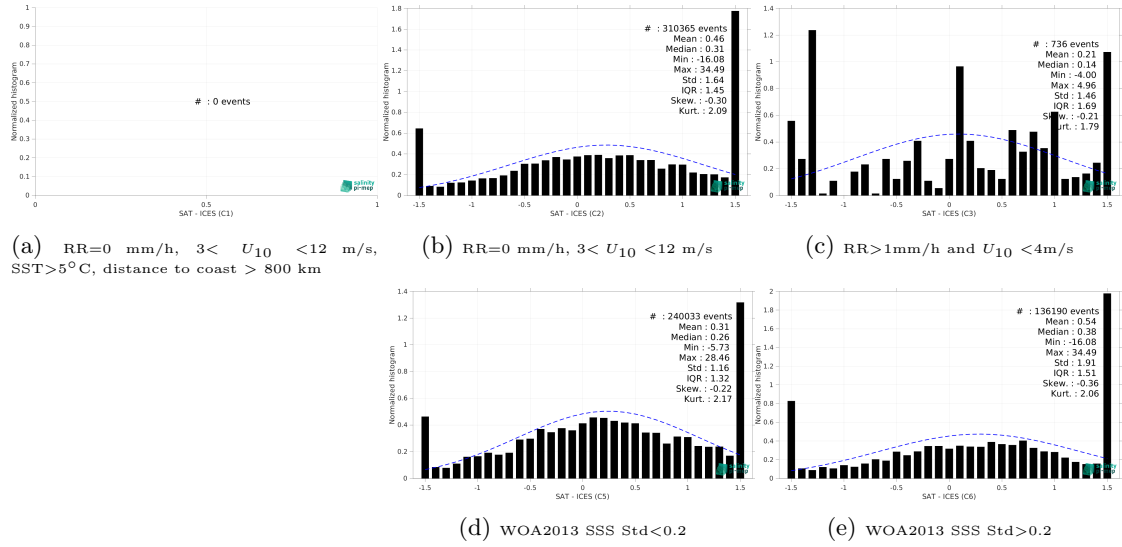 Normalized histogram
1
0.9
0.8
0.7
0.6
0.5
0.4
0.3
0.2
0.1
0
# : 0 events
0
0.5
1
SAT - ICES (C1)
salinity
(a) RR=0 mm/h, 3< U10 <12 m/s,
SST>5°C, distance to coast > 800 km
Normalized histogram
1.8
1.6
1.4
1.2
1
0.8
0.6
0.4
0.2
0
# : 310365 events
Mean : 0.46
Median : 0.31
Min : -16.08
Max : 34.49
Std : 1.64
IQR : 1.45
Skew. : -0.30
Kurt. : 2.09
-1.5
-1
-0.5
0
0.5
1
1.5
SAT - ICES (C2)
(b) RR=0 mm/h, 3< U10 <12 m/s
Normalized histogram
1.4
1.2
1
0.8
0.6
0.4
0.2
0
# : 736 events
Mean : 0.21
Median : 0.14
Min : -4.00
Max : 4.96
Std : 1.46
IQR : 1.69
Skew. : -0.21
Kurt. : 1.79
-1.5
-1
-0.5
0
0.5
1
1.5
SAT - ICES (C3)
(c) RR>1mm/h and U10 <4m/s
Normalized histogram
1.4
1.2
1
0.8
0.6
0.4
0.2
0
# : 240033 events
Mean : 0.31
Median : 0.26
Min : -5.73
Max : 28.46
Std : 1.16
IQR : 1.32
Skew. : -0.22
Kurt. : 2.17
-1.5
-1
-0.5
0
0.5
1
1.5
SAT - ICES (C5)
(d) WOA2013 SSS Std<0.2
Normalized histogram
2
1.8
1.6
1.4
1.2
1
0.8
0.6
0.4
0.2
0
# : 136190 events
Mean : 0.54
Median : 0.38
Min : -16.08
Max : 34.49
Std : 1.91
IQR : 1.51
Skew. : -0.36
Kurt. : 2.06
-1.5
-1
-0.5
0
0.5
1
1.5
SAT - ICES (C6)
(e) WOA2013 SSS Std>0.2